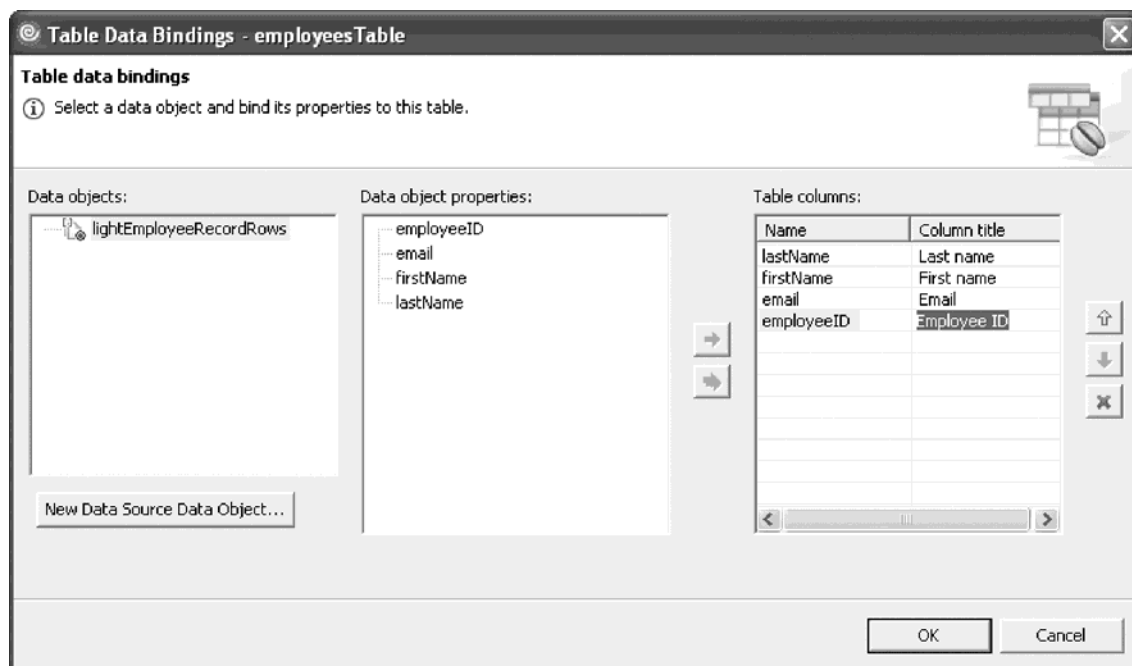 Table Data Bindings - employeesTable
Table data bindings
Select a data object and bind its properties to this table.
Data objects:
lightEmployeeRecordRows
New Data Source Data Object...
Data object properties:
employeeID
email
firstName
lastName
Table columns:
Name Column title
lastName Last name
firstName First name
email Email
employeeID Employee ID
OK Cancel